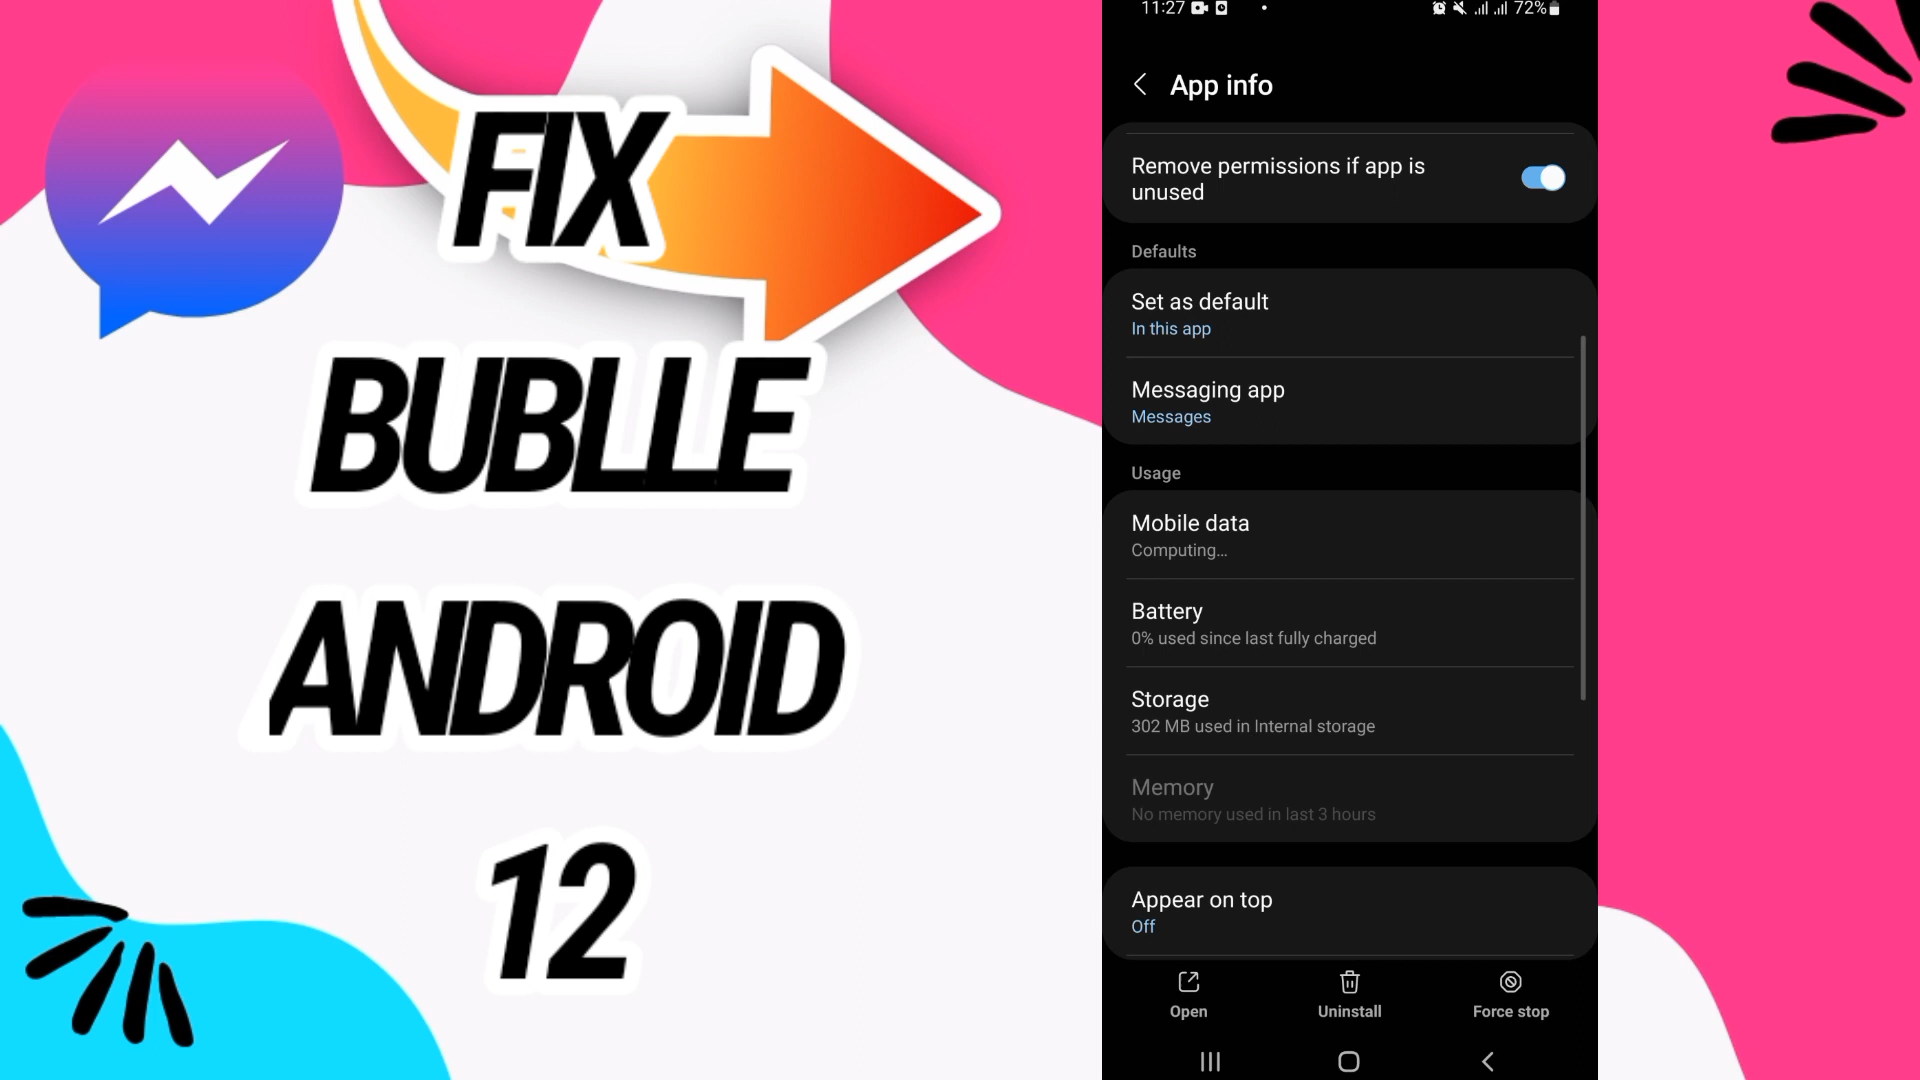 FIX
BUBLLE
ANDROID
12
11:27
72%
App info
Remove permissions if app is
unused
Defaults
Set as default
In this app
Messaging app
Messages
Usage
Mobile data
Computing…
Battery
0% used since last fully charged
Storage
302 MB used in Internal storage
Memory
No memory used in last 3 hours
Appear on top
Off
Open
Uninstall
Force stop